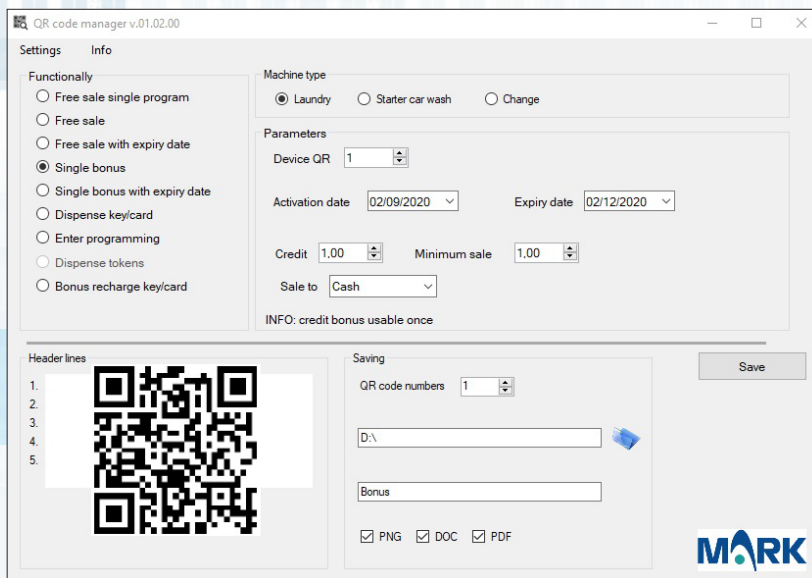 QR code manager v.01.02.00
Settings Info
Functionally
Free sale single program
Free sale
Free sale with expiry date
Single bonus
Single bonus with expiry date
Dispense key/card
Enter programming
Dispense tokens
Bonus recharge key/card
Machine type
Laundry Starter car wash Change
Parameters
Device QR 1
Activation date 02/09/2020 Expiry date 02/12/2020
Credit 1,00 Minimum sale 1,00
Sale to Cash
INFO: credit bonus usable once
Header lines
1.
2.
3.
4.
5.
Saving
QR code numbers 1
D:\
Bonus
PNG DOC PDF
Save
MARK